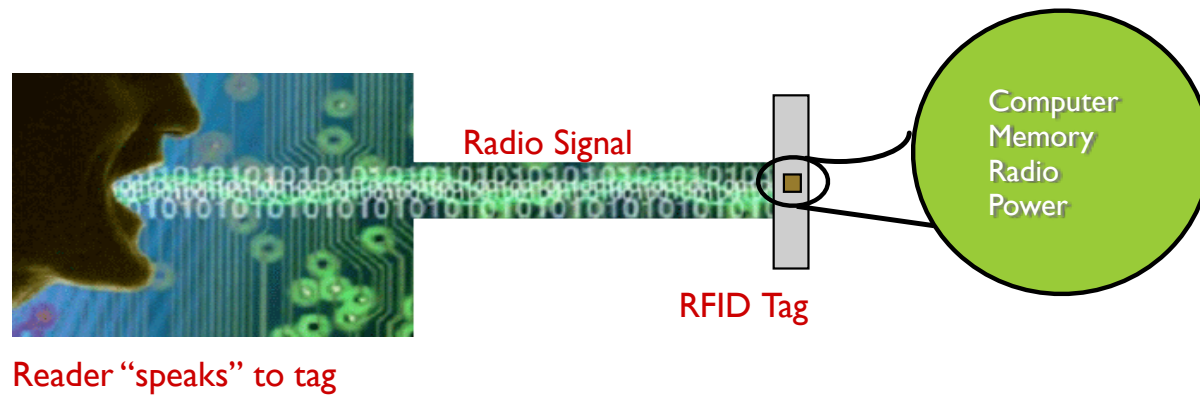 Radio Signal
Computer
Memory
Radio
Power
RFID Tag
Reader “speaks” to tag